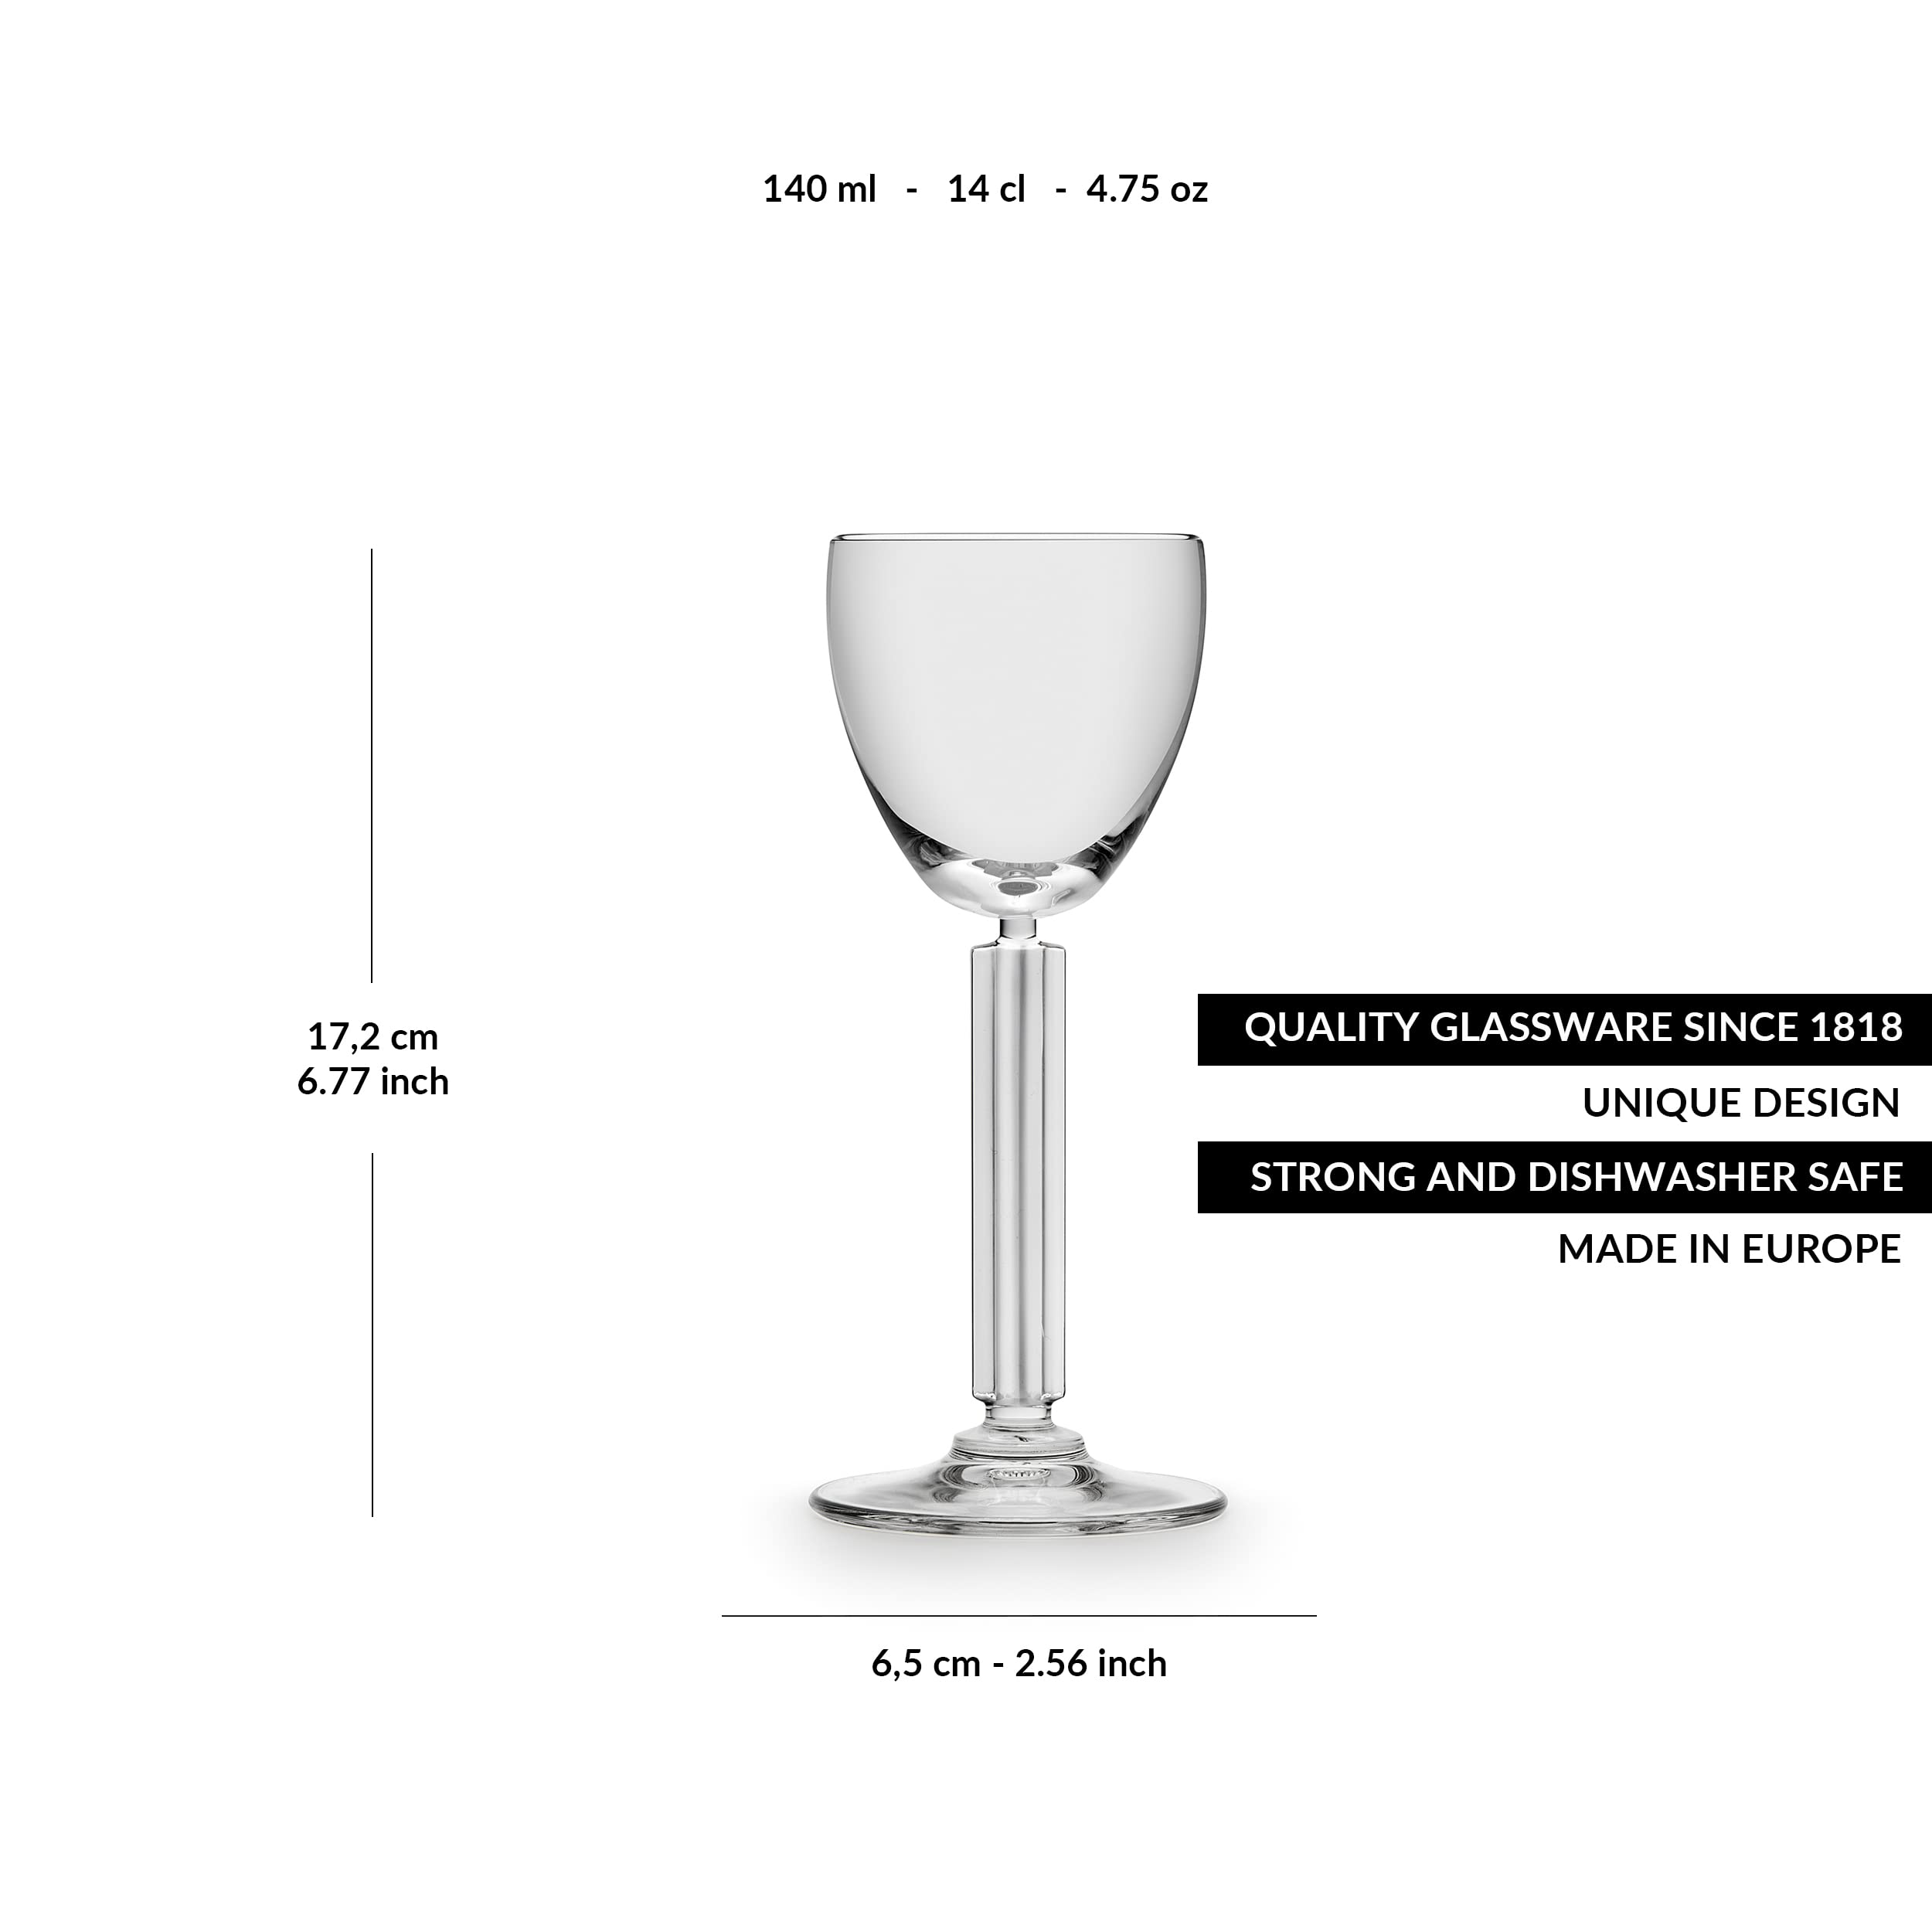 140 ml - 14 cl - 4.75 oz
17,2 cm
6.77 inch
QUALITY GLASSWARE SINCE 1818
UNIQUE DESIGN
STRONG AND DISHWASHER SAFE
MADE IN EUROPE
6,5 cm - 2.56 inch